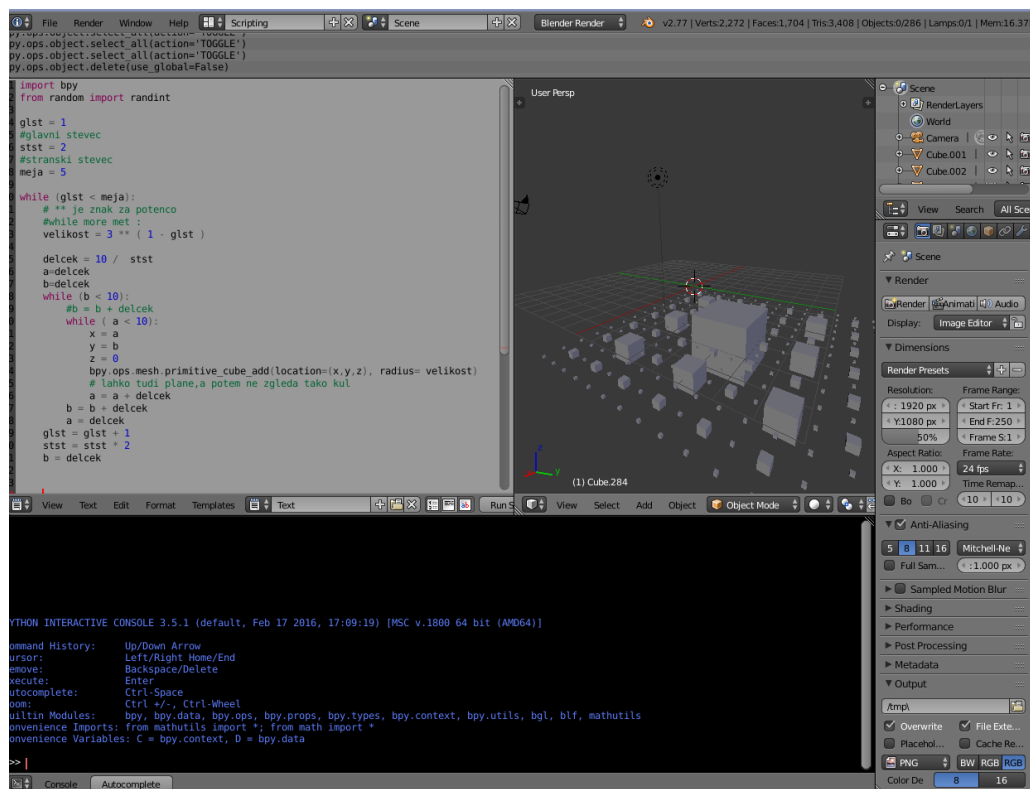 File Render Window Help Scripting Scene Blender Render v2.77 | Verts:2,272 | Faces:1,704 | Tris:3,408 | Objects:0/286 | Lamps:0/1 | Mem:16.37
py.ops.object.select_all(action='TOGGLE')
py.ops.object.select_all(action='TOGGLE')
py.ops.object.select_all(action='TOGGLE')
py.ops.object.delete(use_global=False)
import bpy
from random import randint
glst = 1
#glavni stevec
stst = 2
#stranski stevec
meja = 5
while (glst < meja):
# ** je znak za potenco
#while more met :
velikost = 3 ** ( 1 - glst )
delcek = 10 / stst
a=delcek
b=delcek
while (b < 10):
#b = b + delcek
while ( a < 10):
x = a
y = b
z = 0
bpy.ops.mesh.primitive_cube_add(location=(x,y,z), radius= velikost)
# lahko tudi plane,a potem ne zgleda tako kul
a = a + delcek
b = b + delcek
a = delcek
glst = glst + 1
stst = stst * 2
b = delcek
View Text Edit Format Templates Text Run S
User Persp
z
y
(1) Cube.284
View Select Add Object Object Mode
YTHON INTERACTIVE CONSOLE 3.5.1 (default, Feb 17 2016, 17:09:19) [MSC v.1800 64 bit (AMD64)]
ommand History: Up/Down Arrow
ursor: Left/Right Home/End
emove: Backspace/Delete
xecute: Enter
utocomplete: Ctrl-Space
oom: Ctrl +/-, Ctrl-Wheel
uiltin Modules: bpy, bpy.data, bpy.ops, bpy.props, bpy.types, bpy.context, bpy.utils, bgl, blf, mathutils
onvenience Imports: from mathutils import *; from math import *
onvenience Variables: C = bpy.context, D = bpy.data
>>
Console Autocomplete
Scene
RenderLayers
World
Camera
Cube.001
Cube.002
View Search All Sce
Scene
Render
Render Animati Audio
Display: Image Editor
Dimensions
Render Presets
Resolution: Frame Range:
: 1920 px Start Fr: 1
Y:1080 px End F:250
50% Frame S:1
Aspect Ratio: Frame Rate:
X: 1.000 24 fps
Y: 1.000 Time Remap...
Bo Cr 10 10
Anti-Aliasing
5 8 11 16 Mitchell-Ne
Full Sam... :1.000 px
Sampled Motion Blur
Shading
Performance
Post Processing
Metadata
Output
/tmp\
Overwrite File Exte...
Placehol... Cache Re...
PNG BW RGB RGB
Color De 8 16